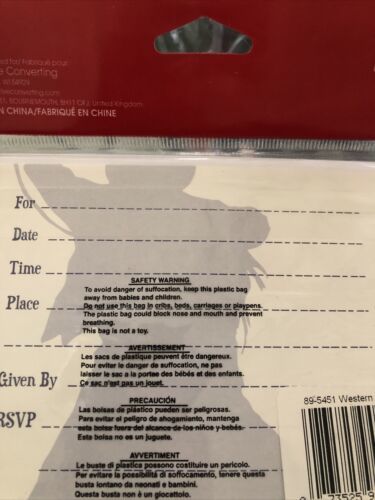 for/ Fabriqué pour:
Converting
WI 54901
BOURNEMOUTH, BH11 United Kingdom
CHINA/FABRIQUÉ EN CHINE
For
Date
Time
Place
Given By
RSVP
SAFETY WARNING
To avoid danger of suffocation, keep this plastic bag
away from babies and children.
Do not use this bag in cribs, beds, carriages or playpens.
The plastic bag could block nose and mouth and prevent
breathing.
This bag is not a toy.
AVERTISSEMENT
Les sacs de plastique peuvent être dangereux.
Pour eviter le danger de suffocation, ne pas
laisser le sac a la portee des bébés et des enfants.
Ce sac n'est pas un jouet.
PRECAUCIÓN
Las bolsas de plástico pueden ser peligrosas.
Para evitar el peligro de ahogamiento, mantenga
esta bolsa fuera del alcance de los niños y bebés.
Esta bolsa no es un juguete.
AVVERTIMENT
Le buste di plastica possono costituire un pericolo.
Per evitare la possibilità di suffocamento, tenere questa
busta lontano da neonati e bambini.
Questa busta non è un giocattolo.
89-5451 Western
73525